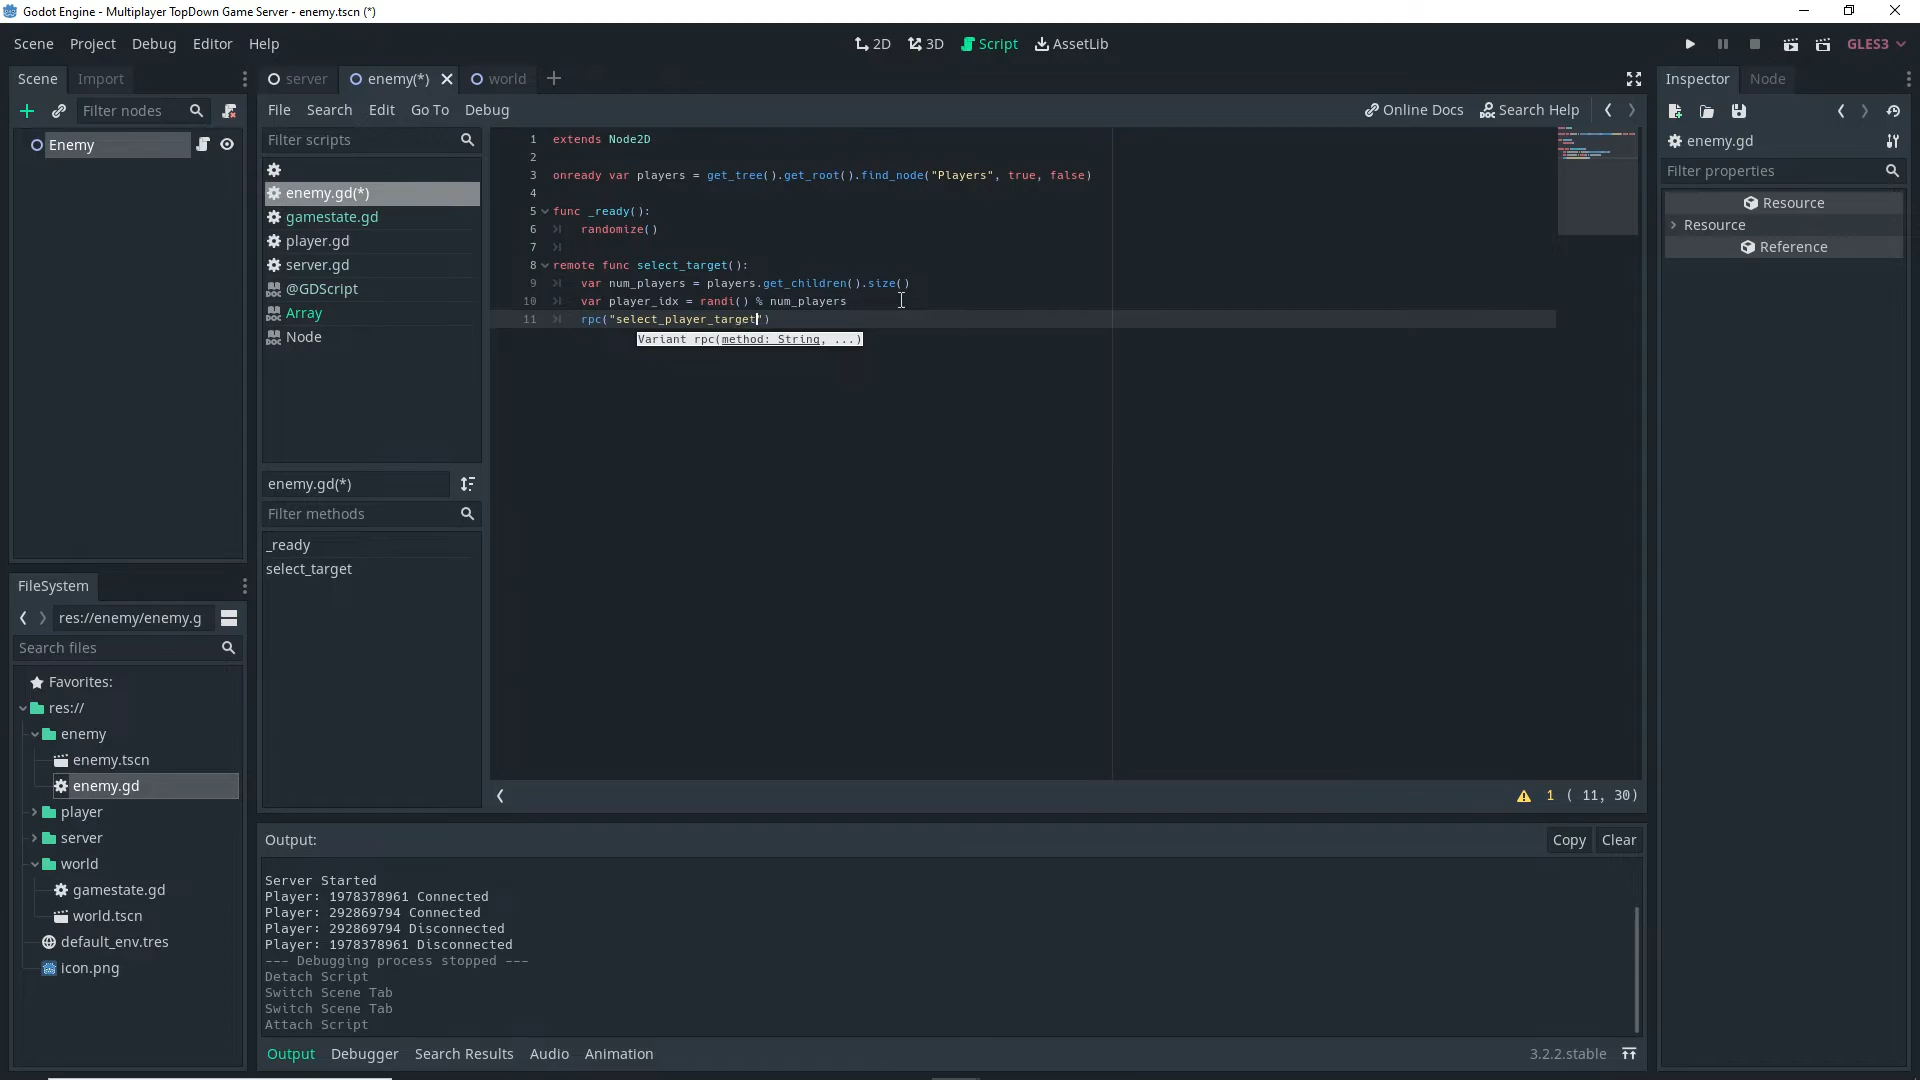 Godot Engine - Multiplayer TopDown Game Server - enemy.tscn (*)
Scene Project Debug Editor Help
2D 3D Script AssetLib
GLES3
Scene Import
server enemy(*) world
Inspector Node
Filter nodes
File Search Edit Go To Debug
Online Docs Search Help
Enemy
Filter scripts
enemy.gd(*)
gamestate.gd
player.gd
server.gd
@GDScript
Array
Node
enemy.gd(*)
Filter methods
_ready
select_target
1 extends Node2D
2
3 onready var players = get_tree().get_root().find_node("Players", true, false)
4
5 func _ready():
6 randomize()
7
8 remote func select_target():
9 var num_players = players.get_children().size()
10 var player_idx = randi() % num_players
11 rpc("select_player_target")
Variant rpc(method: String, ...)
1 ( 11, 30)
enemy.gd
Filter properties
Resource
Resource
Reference
FileSystem
res://enemy/enemy.g
Search files
Favorites:
res://
enemy
enemy.tscn
enemy.gd
player
server
world
gamestate.gd
world.tscn
default_env.tres
icon.png
Output:
Copy Clear
Server Started
Player: 1978378961 Connected
Player: 292869794 Connected
Player: 292869794 Disconnected
Player: 1978378961 Disconnected
--- Debugging process stopped ---
Detach Script
Switch Scene Tab
Switch Scene Tab
Attach Script
Output Debugger Search Results Audio Animation
3.2.2.stable